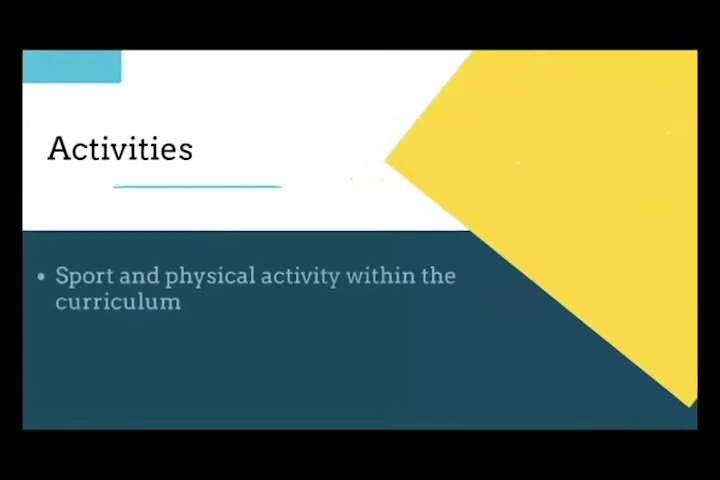 Activities
• Sport and physical activity within the
curriculum